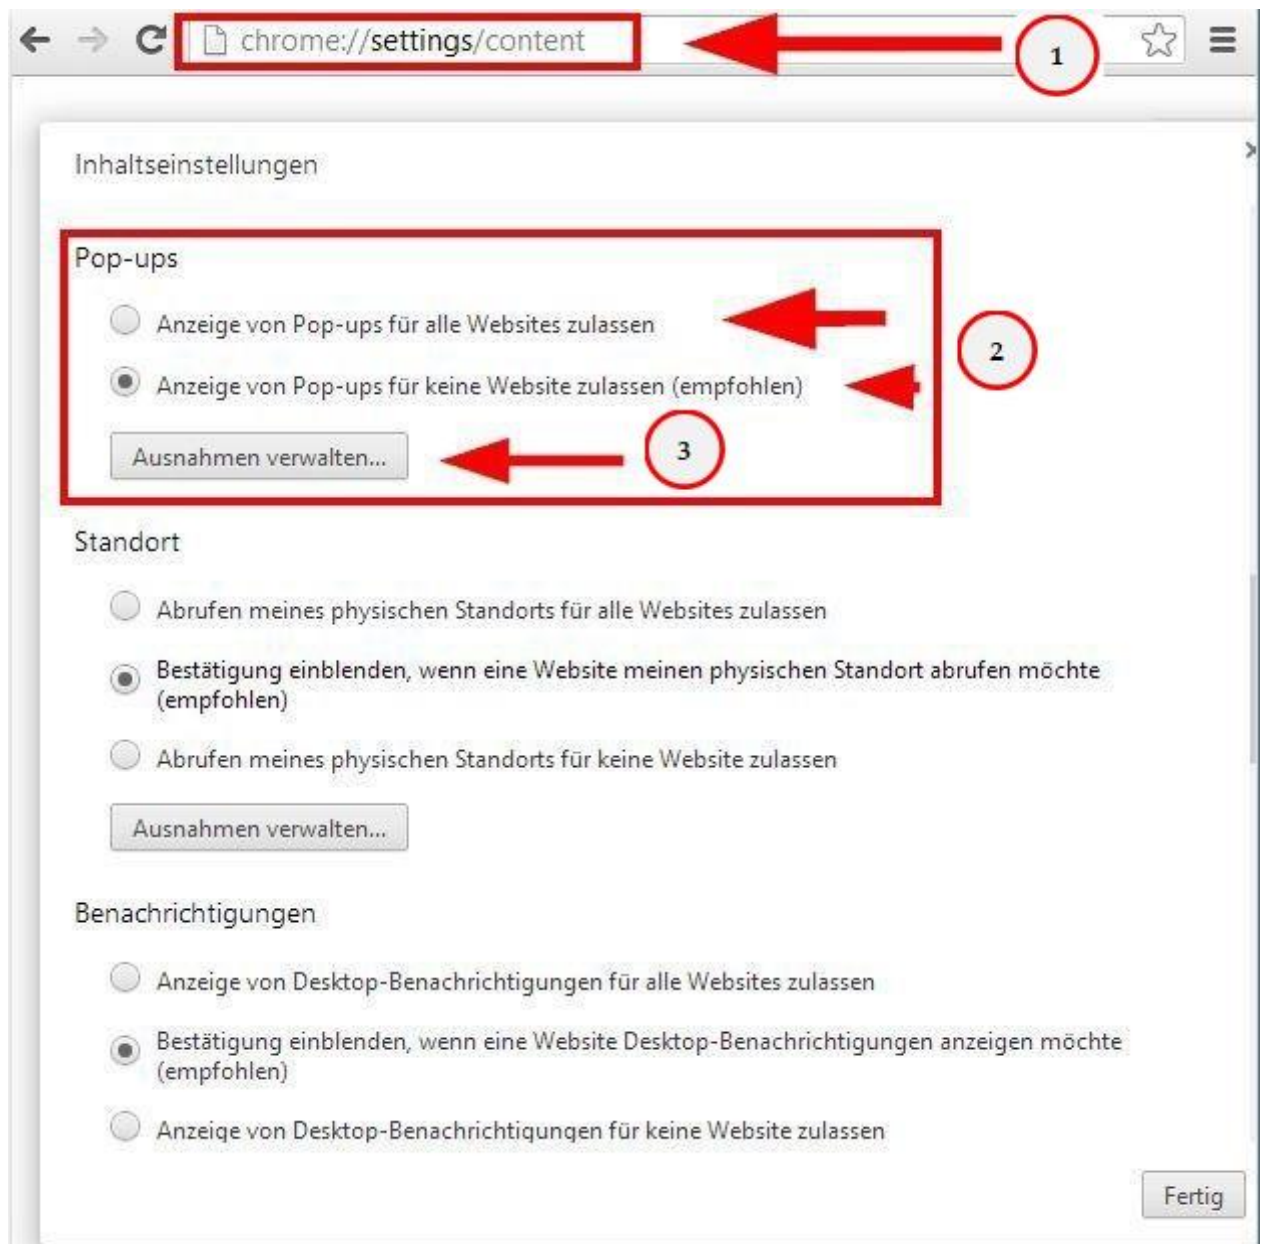 chrome://settings/content
1
Inhaltseinstellungen
Pop-ups
Anzeige von Pop-ups für alle Websites zulassen
2
Anzeige von Pop-ups für keine Website zulassen (empfohlen)
Ausnahmen verwalten...
3
Standort
Abrufen meines physischen Standorts für alle Websites zulassen
Bestätigung einblenden, wenn eine Website meinen physischen Standort abrufen möchte
(empfohlen)
Abrufen meines physischen Standorts für keine Website zulassen
Ausnahmen verwalten...
Benachrichtigungen
Anzeige von Desktop-Benachrichtigungen für alle Websites zulassen
Bestätigung einblenden, wenn eine Website Desktop-Benachrichtigungen anzeigen möchte
(empfohlen)
Anzeige von Desktop-Benachrichtigungen für keine Website zulassen
Fertig